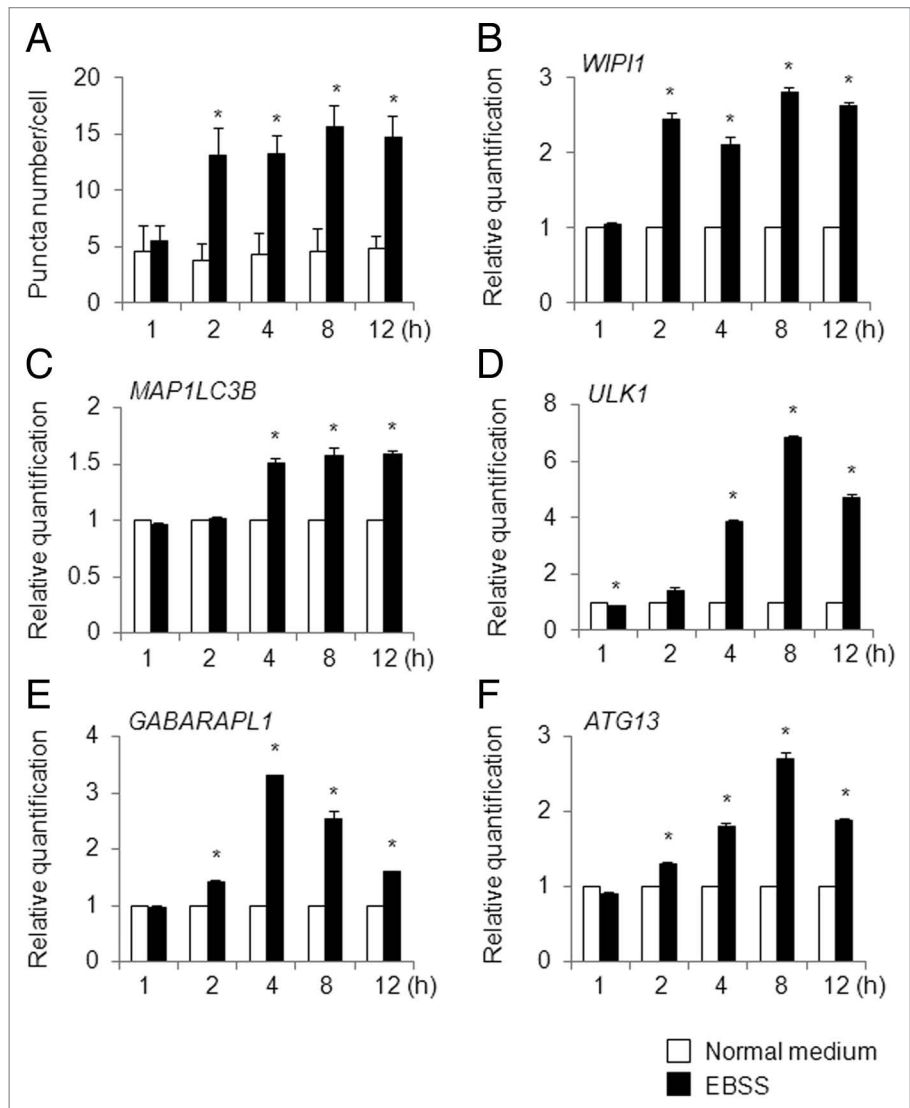 A
Puncta number/cell
20
15
10
5
0
*
*
*
*
1 2 4 8 12 (h)
B
WIPI1
Relative quantification
3
2
1
0
*
*
*
*
1 2 4 8 12 (h)
C
MAP1LC3B
Relative quantification
2
1.5
1
0.5
0
*
*
*
1 2 4 8 12 (h)
D
ULK1
Relative quantification
8
6
4
2
0
*
*
*
*
1 2 4 8 12 (h)
E
GABARAPL1
Relative quantification
4
3
2
1
0
*
*
*
*
1 2 4 8 12 (h)
F
ATG13
Relative quantification
3
2
1
0
*
*
*
*
1 2 4 8 12 (h)
Normal medium
EBSS